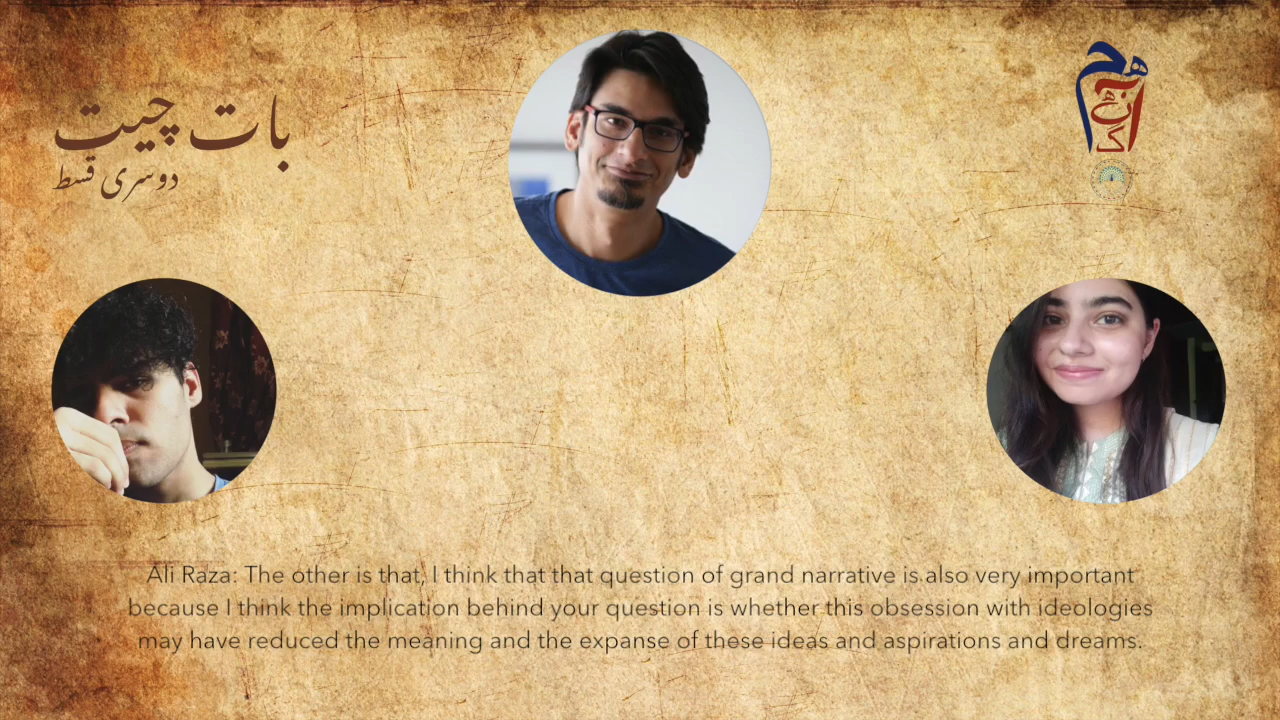 بات چیت
دوسری قسط
Ali Raza: The other is that, I think that that question of grand narrative is also very important
because I think the implication behind your question is whether this obsession with ideologies
may have reduced the meaning and the expanse of these ideas and aspirations and dreams.